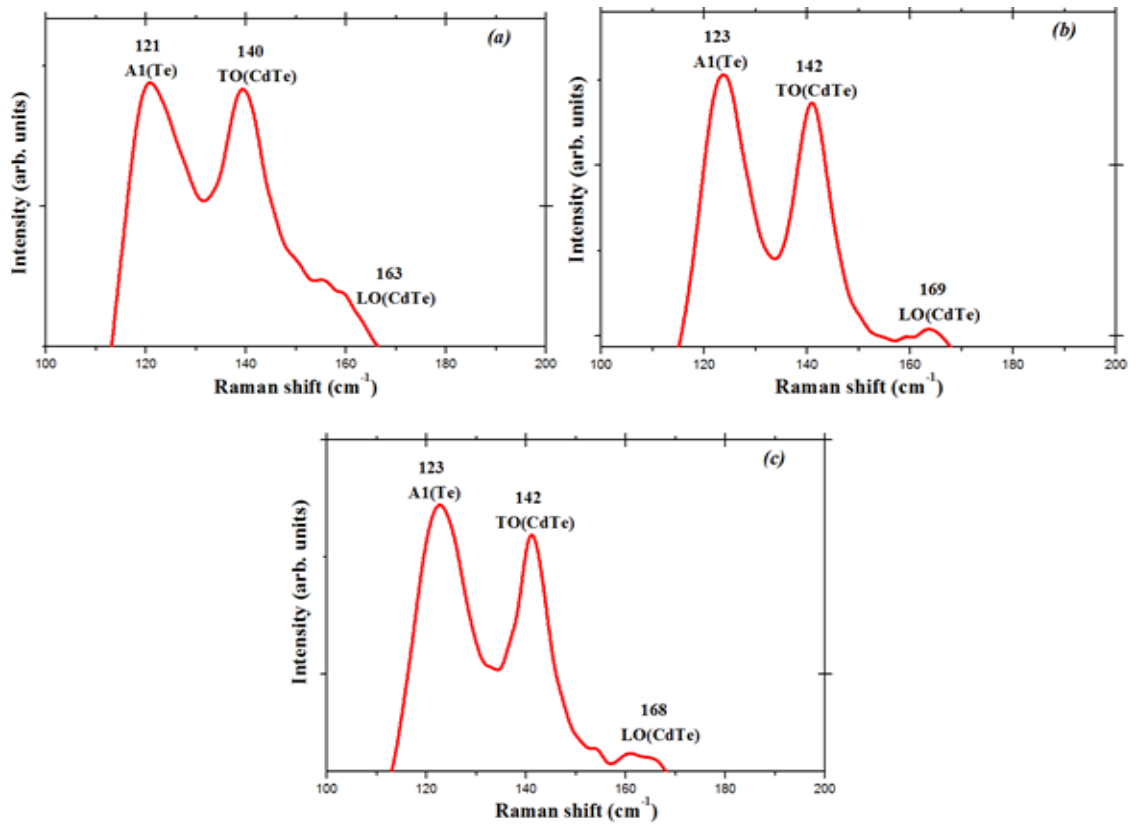 (a)
121
A1(Te)
140
TO(CdTe)
163
LO(CdTe)
Intensity (arb. units)
100 120 140 160 180 200
Raman shift (cm-1)
(b)
123
A1(Te)
142
TO(CdTe)
169
LO(CdTe)
Intensity (arb. units)
100 120 140 160 180 200
Raman shift (cm-1)
(c)
123
A1(Te)
142
TO(CdTe)
168
LO(CdTe)
Intensity (arb. units)
100 120 140 160 180 200
Raman shift (cm-1)